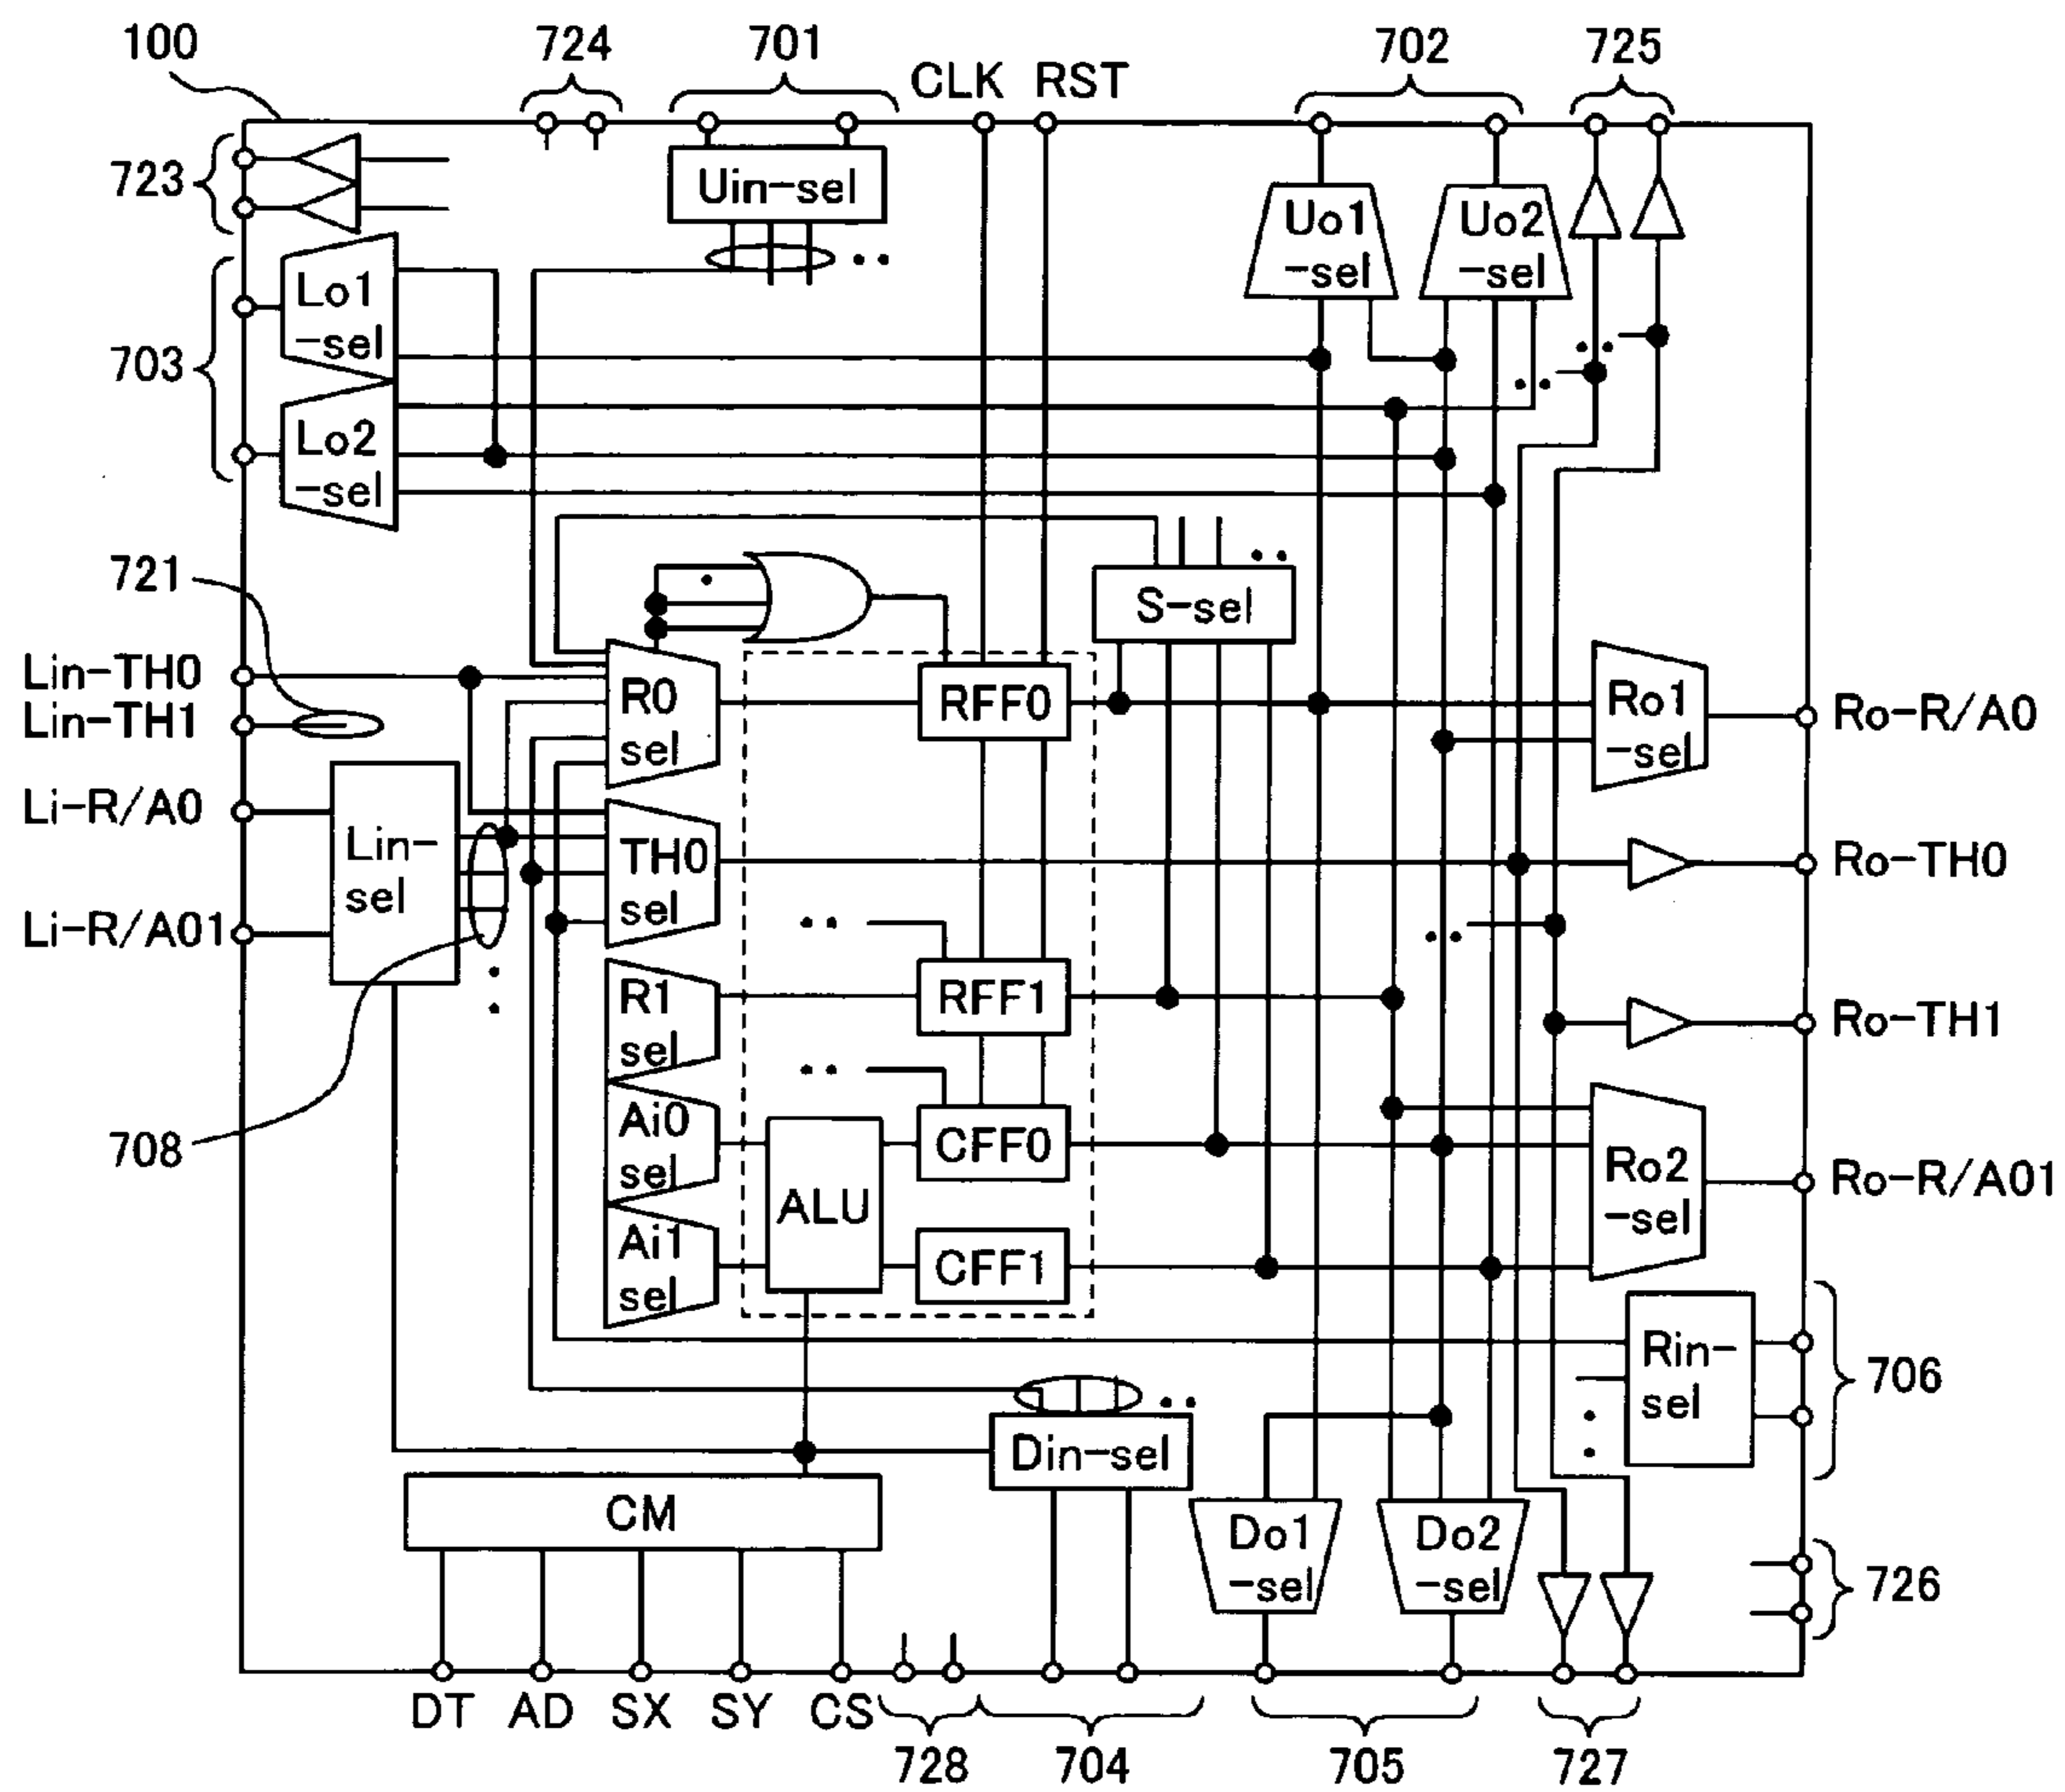 100
724
701
CLK RST
702
725
723
Uin-sel
Uo1
-sel
Uo2
-sel
703
Lo1
-sel
Lo2
-sel
721
S-sel
Lin-TH0
Lin-TH1
R0
sel
RFF0
Ro1
-sel
Ro-R/A0
Li-R/A0
Lin-
sel
TH0
sel
Ro-TH0
Li-R/A01
R1
sel
RFF1
Ro-TH1
708
Ai0
sel
ALU
CFF0
Ro2
-sel
Ro-R/A01
Ai1
sel
CFF1
Rin-
sel
706
Din-sel
CM
Do1
-sel
Do2
-sel
726
DT AD SX SY CS
728
704
705
727